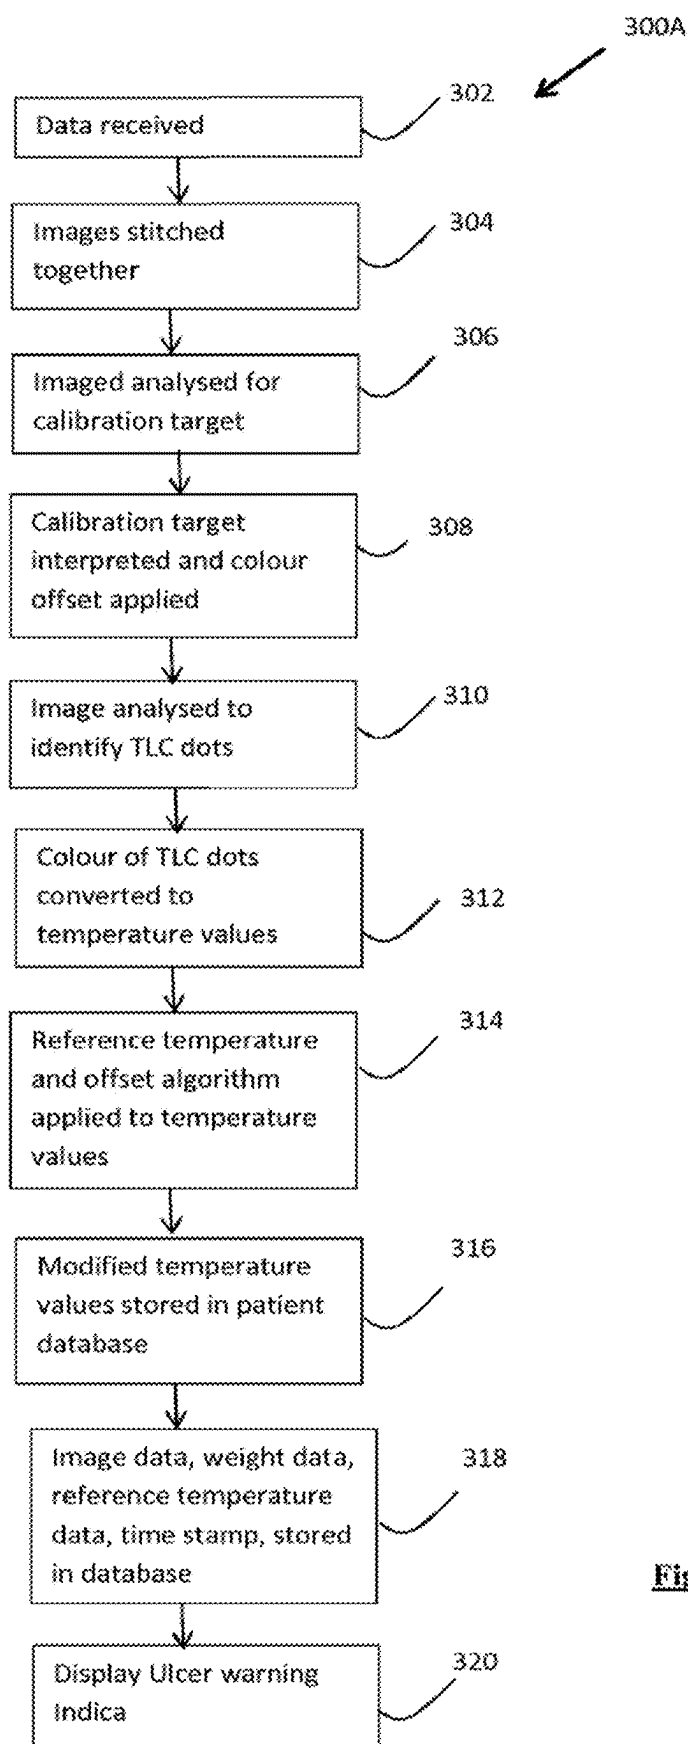 300A
302
Data received
304
Images stitched
together
306
Imaged analysed for
calibration target
308
Calibration target
interpreted and colour
offset applied
310
Image analysed to
identify TLC dots
312
Colour of TLC dots
converted to
temperature values
314
Reference temperature
and offset algorithm
applied to temperature
values
316
Modified temperature
values stored in patient
database
318
Image data, weight data,
reference temperature
data, time stamp, stored
in database
Fig
320
Display Ulcer warning
Indica